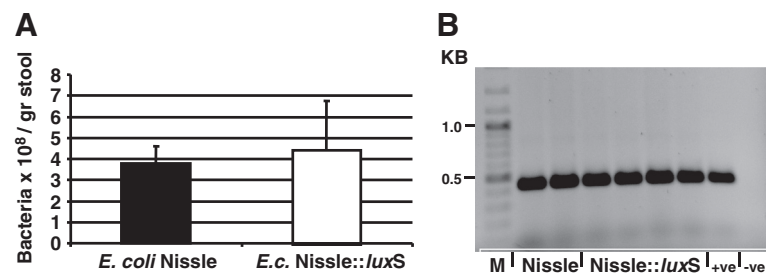 A
Bacteria x 10⁸ / gr stool
8
7
6
5
4
3
2
1
0
E. coli Nissle
E.c. Nissle::luxS
B
KB
1.0
0.5
M Nissle Nissle::luxS +ve -ve